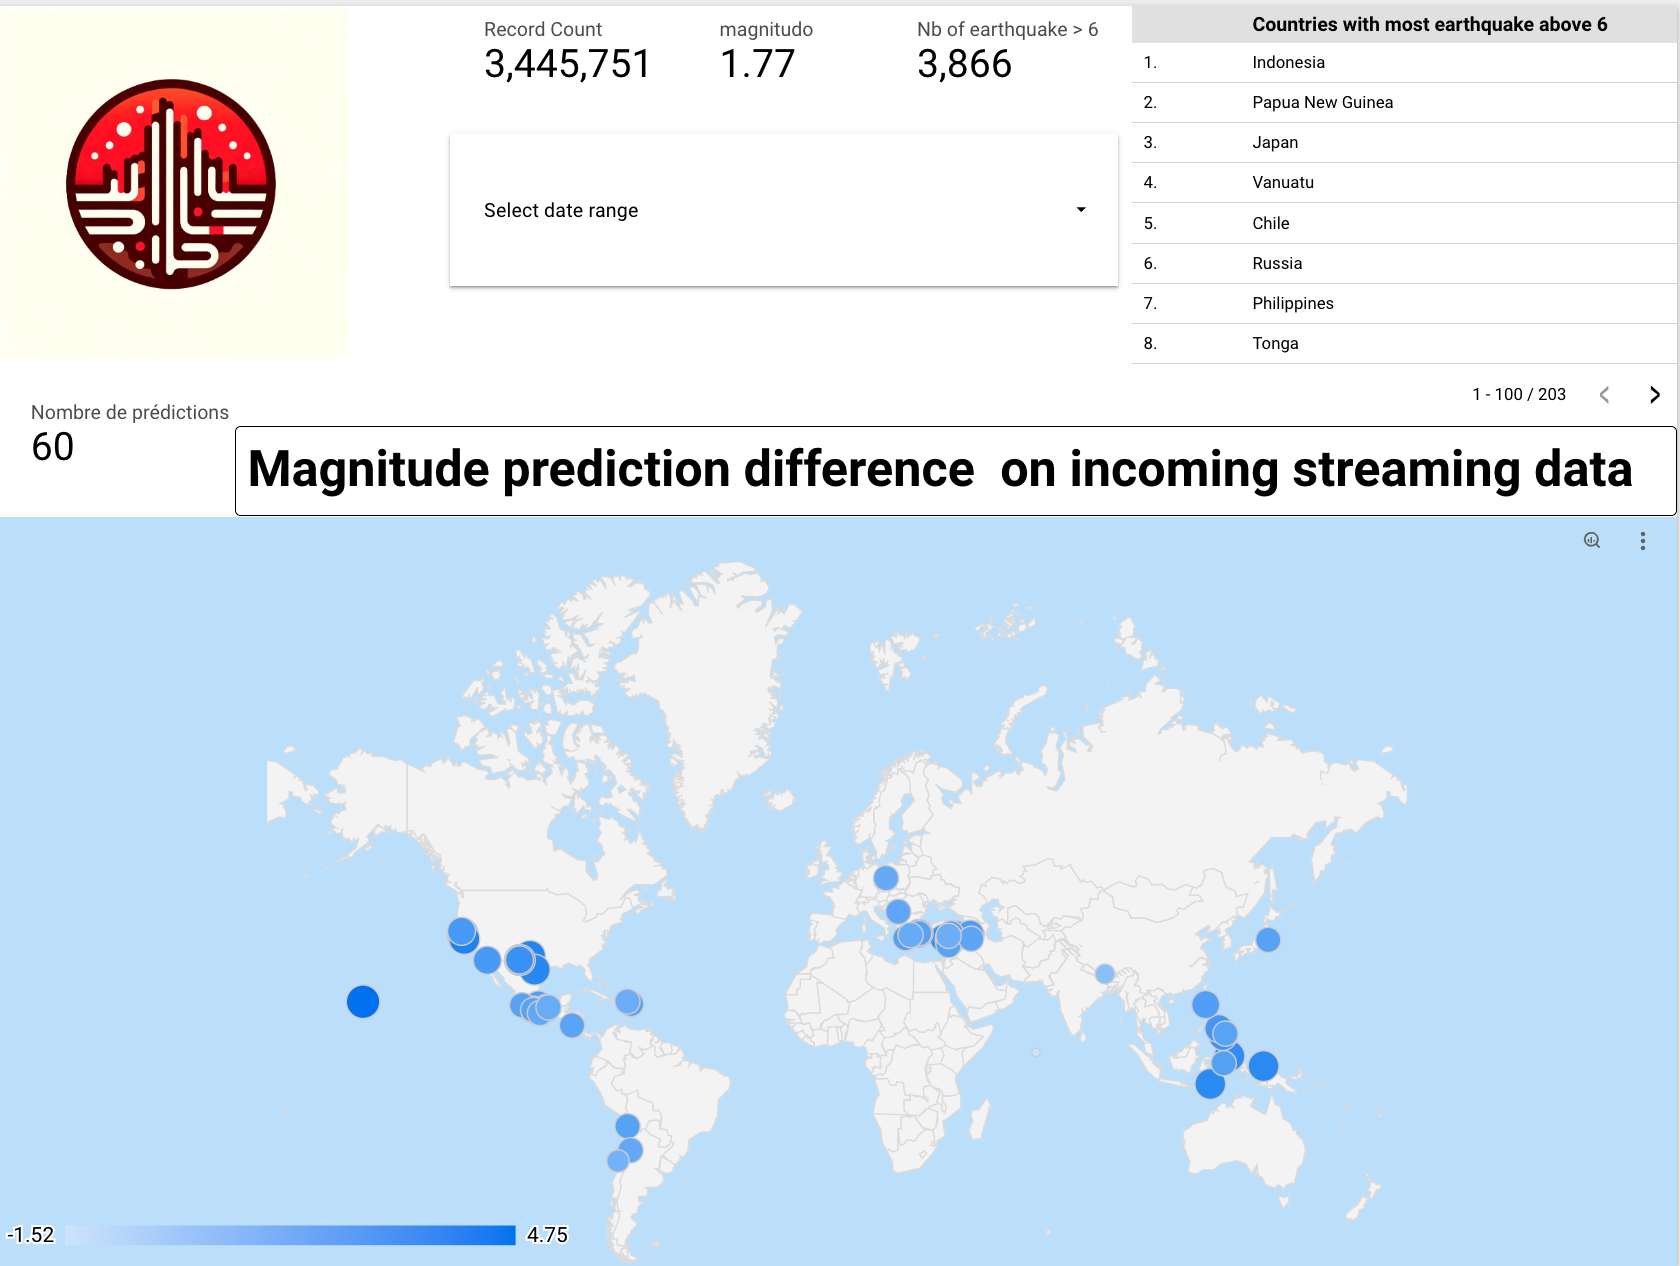 Record Count
3,445,751
magnitudo
1.77
Nb of earthquake > 6
3,866
Select date range
Countries with most earthquake above 6
1. Indonesia
2. Papua New Guinea
3. Japan
4. Vanuatu
5. Chile
6. Russia
7. Philippines
8. Tonga
1 - 100 / 203
Nombre de prédictions
60
Magnitude prediction difference  on incoming streaming data
-1.52
4.75